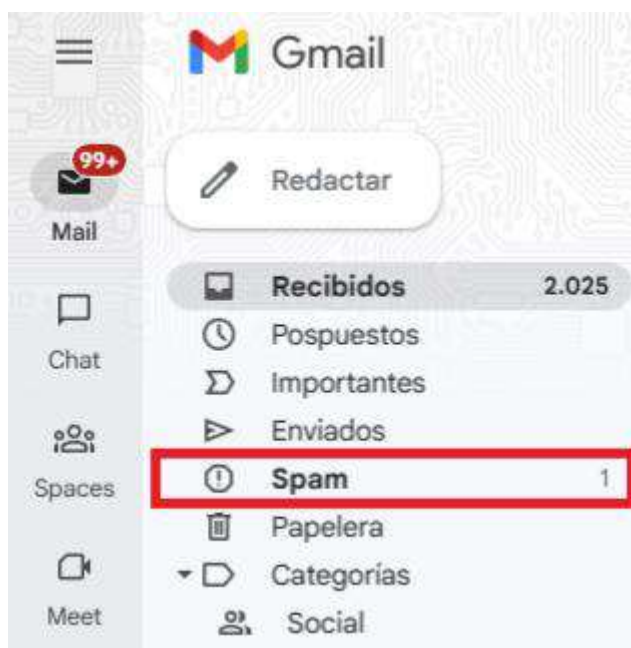 Gmail
99+
Mail
Redactar
Recibidos 2.025
Chat
Pospuestos
Importantes
Spaces
Enviados
Spam 1
Papelera
Meet
Categorías
Social